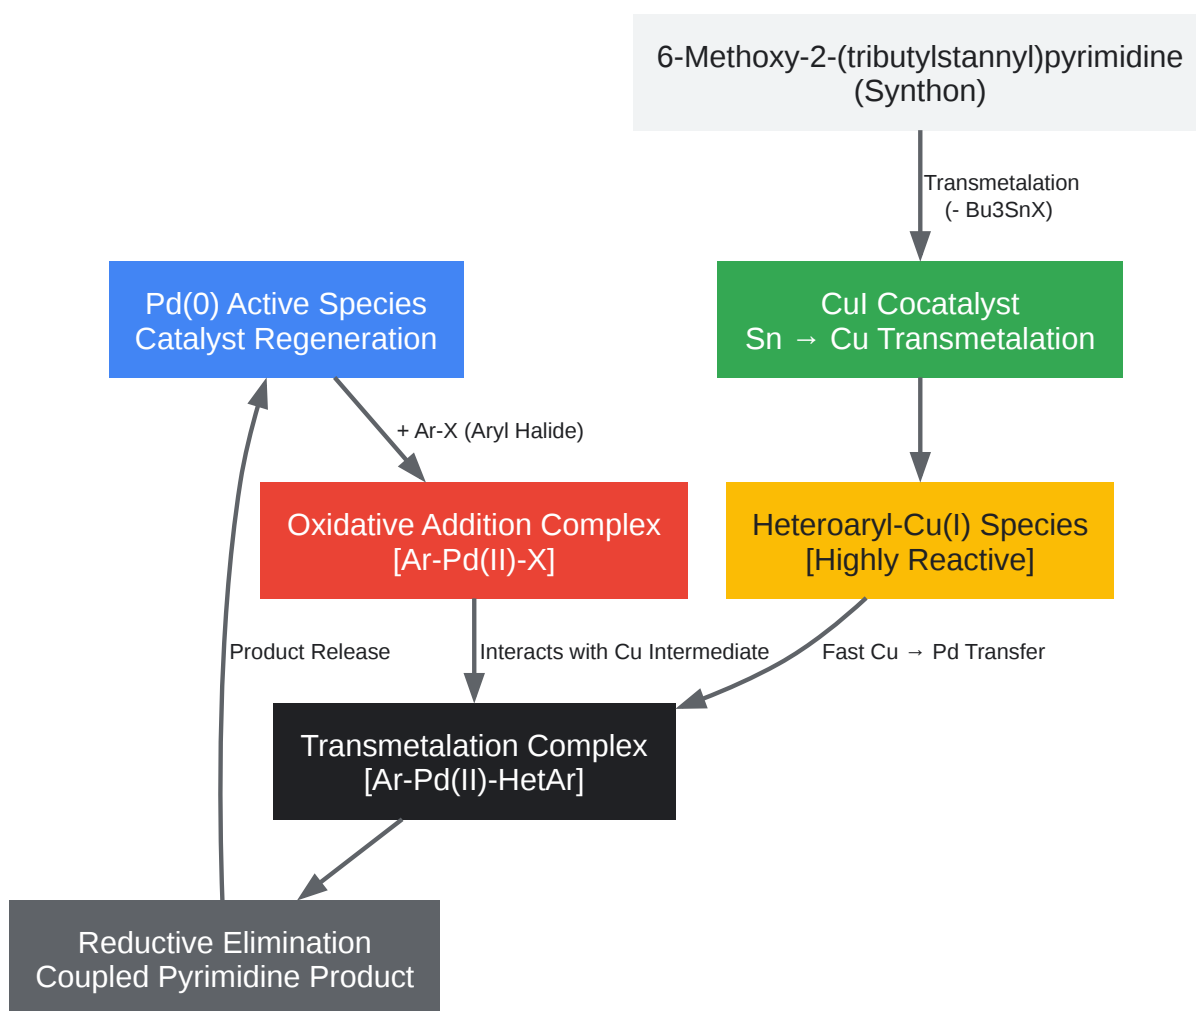 6-Methoxy-2-(tributylstannyl)pyrimidine
(Synthon)
Transmetalation
(- Bu3SnX)
Pd(0) Active Species
Catalyst Regeneration
CuI Cocatalyst
Sn → Cu Transmetalation
+ Ar-X (Aryl Halide)
Oxidative Addition Complex
[Ar-Pd(II)-X]
Heteroaryl-Cu(I) Species
[Highly Reactive]
Product Release
Interacts with Cu Intermediate
Fast Cu → Pd Transfer
Transmetalation Complex
[Ar-Pd(II)-HetAr]
Reductive Elimination
Coupled Pyrimidine Product